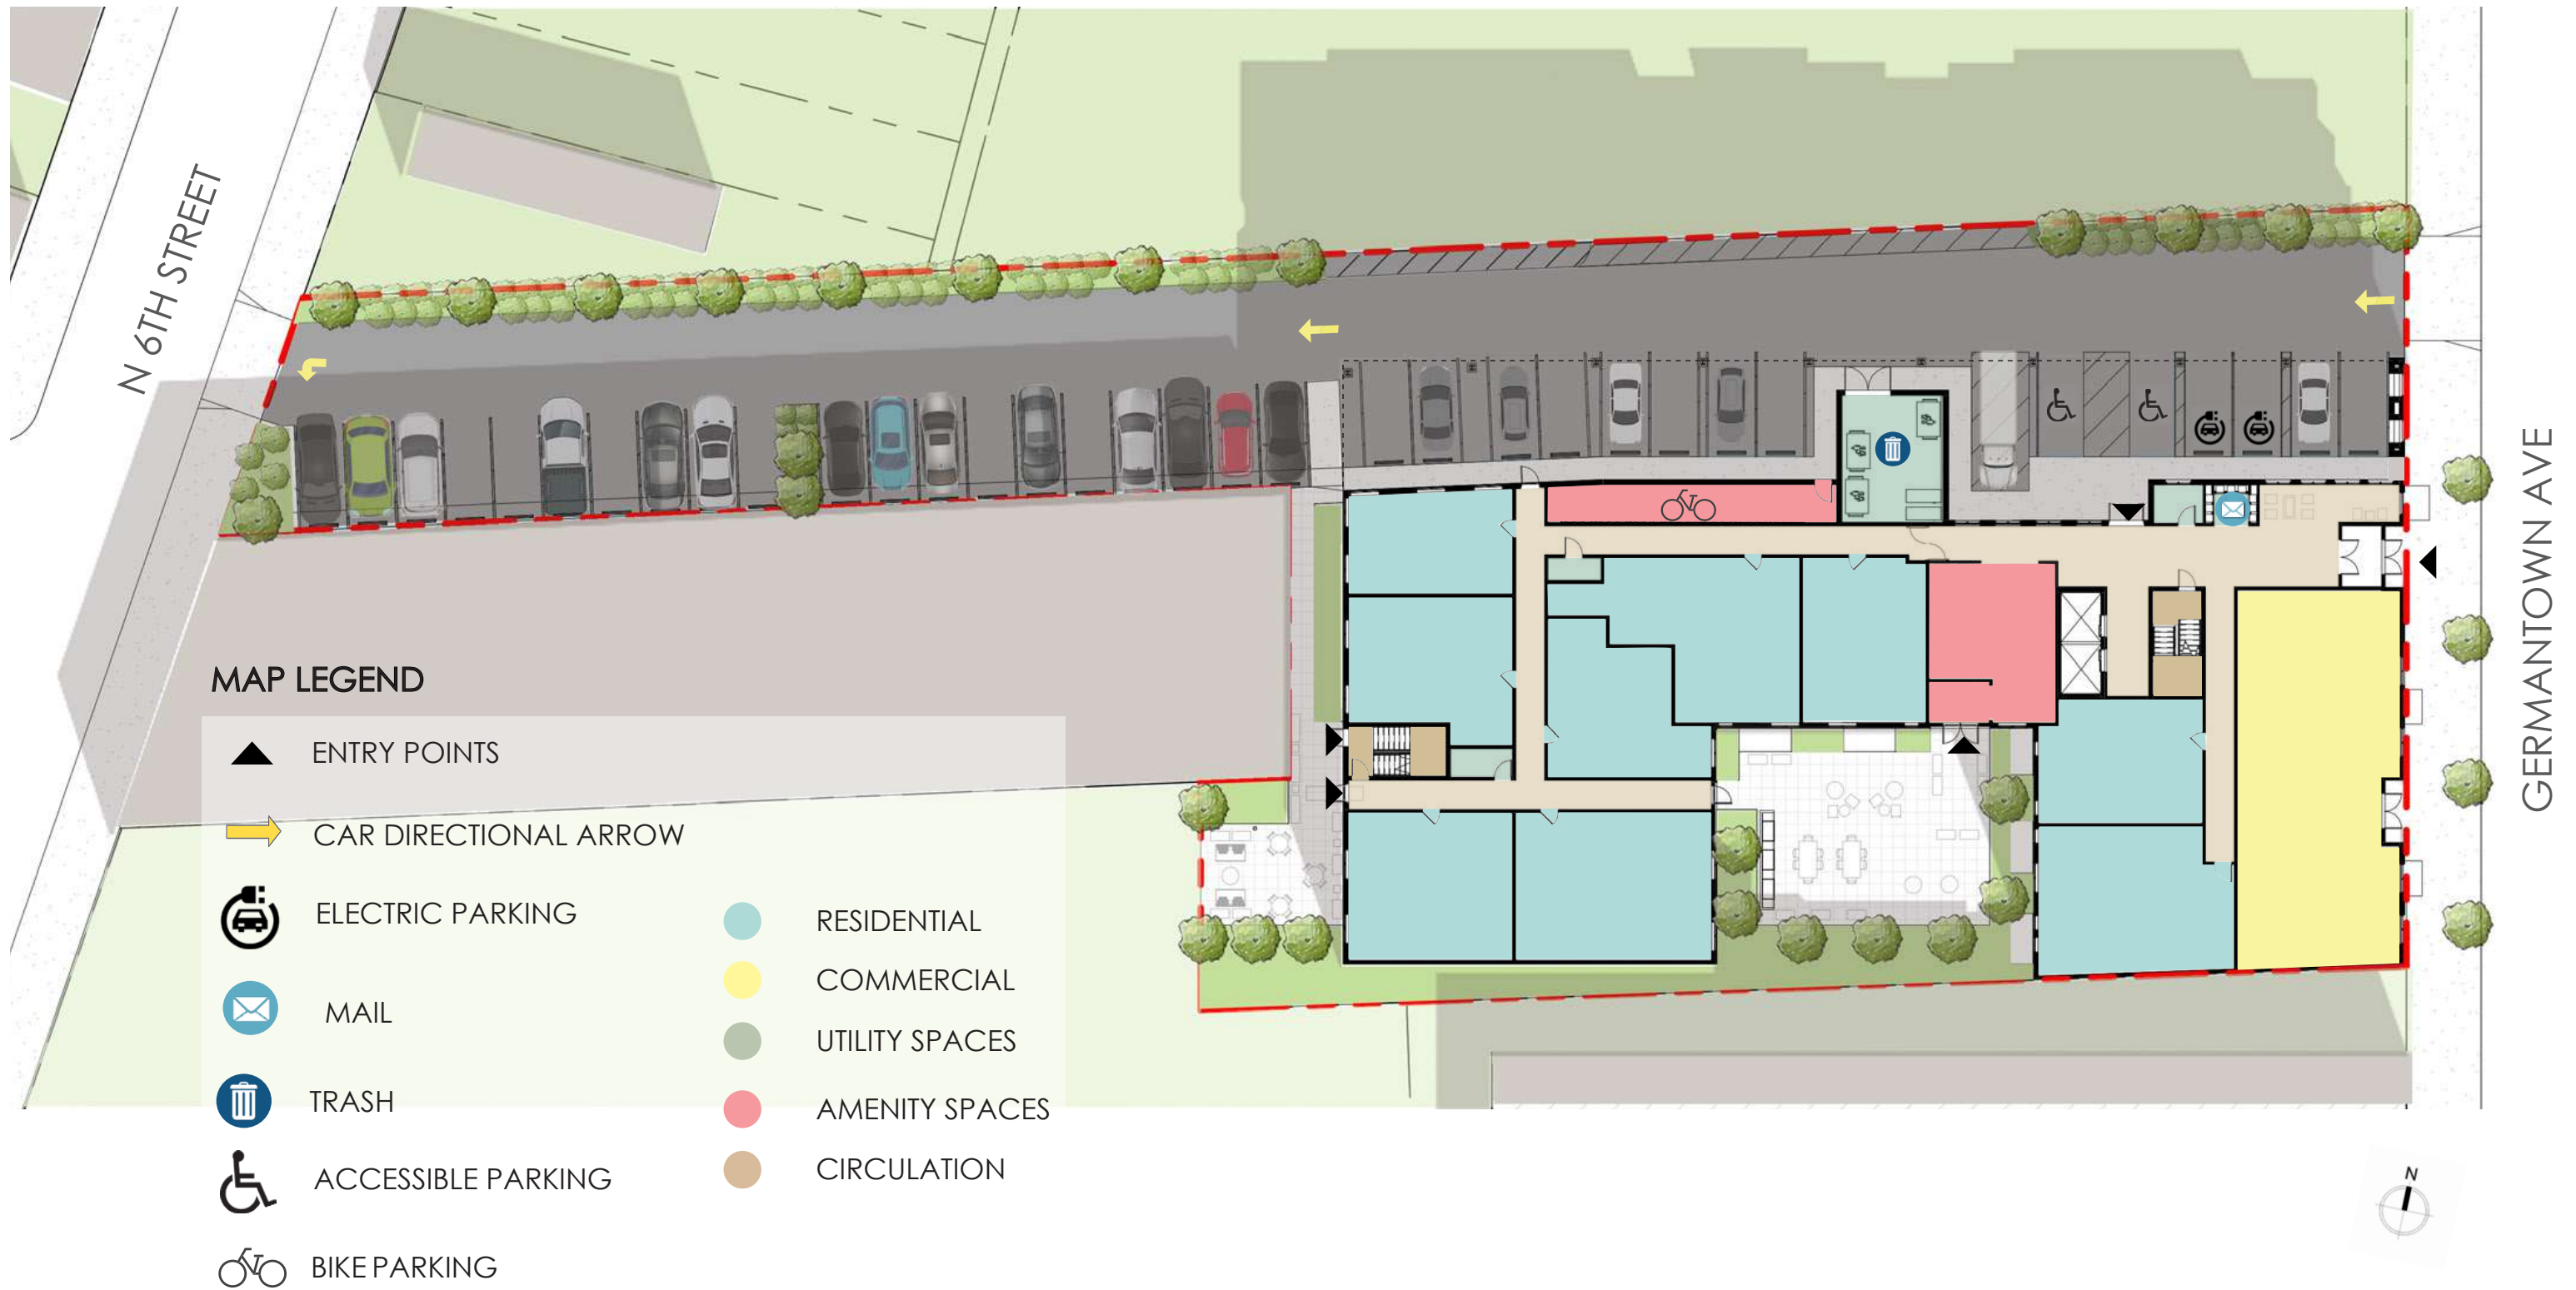 N 6TH STREET
GERMANTOWN AVE
MAP LEGEND
ENTRY POINTS
CAR DIRECTIONAL ARROW
ELECTRIC PARKING
MAIL
TRASH
ACCESSIBLE PARKING
BIKE PARKING
RESIDENTIAL
COMMERCIAL
UTILITY SPACES
AMENITY SPACES
CIRCULATION
N